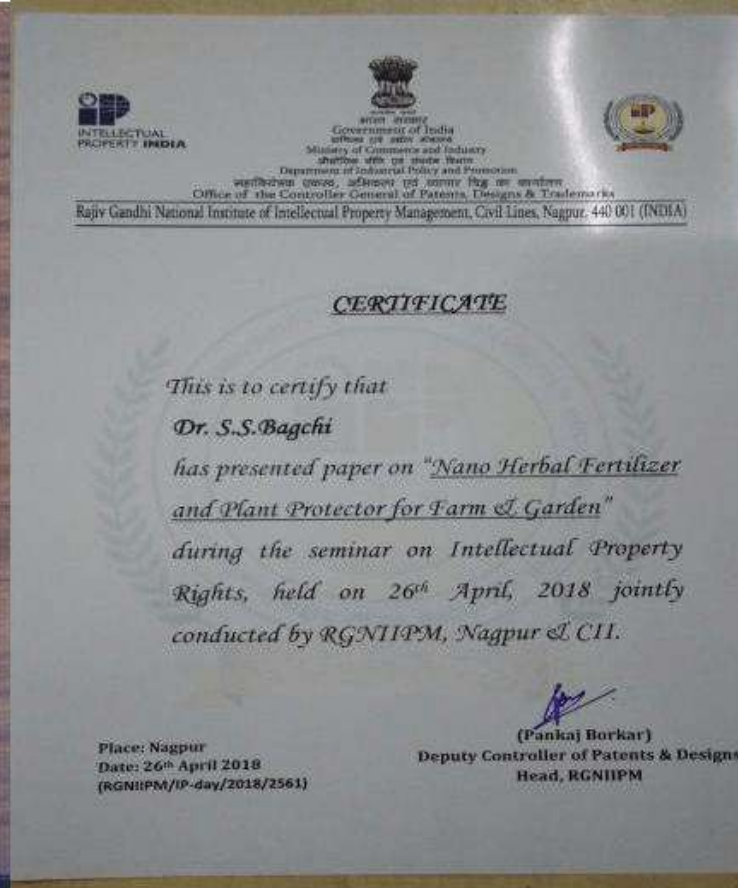 INTELLECTUAL
PROPERTY INDIA
भारत सरकार
Government of India
Ministry of Commerce and Industry
Department of Industrial Policy and Promotion
Office of the Controller General of Patents, Designs & Trademarks
Rajiv Gandhi National Institute of Intellectual Property Management, Civil Lines, Nagpur. 440 001 (INDIA)
CERTIFICATE
This is to certify that
Dr. S.S.Bagchi
has presented paper on “Nano Herbal Fertilizer
and Plant Protector for Farm & Garden”
during the seminar on Intellectual Property
Rights, held on 26th April, 2018 jointly
conducted by RGNIIPM, Nagpur & CII.
(Pankaj Borkar)
Deputy Controller of Patents & Designs
Head, RGNIIPM
Place: Nagpur
Date: 26th April 2018
(RGNIIPM/IP-day/2018/2561)